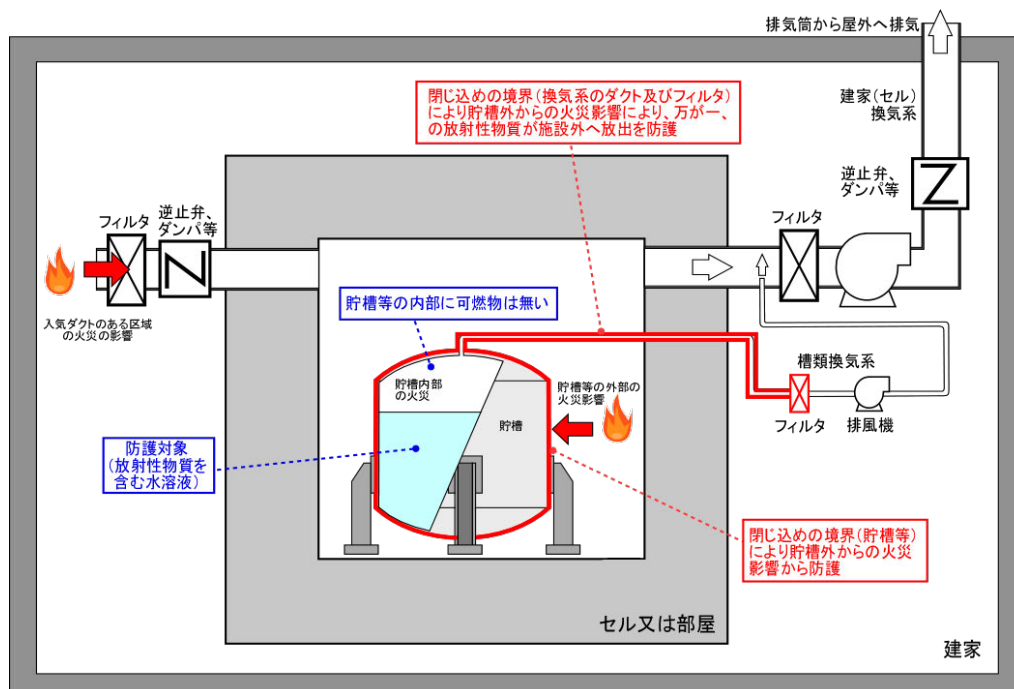 排気筒から屋外へ排気
閉じ込めの境界(換気系のダクト及びフィルタ)
により貯槽外からの火災影響により、万が一、
の放射性物質が施設外へ放出を防護
建家(セル)
換気系
逆止弁、
ダンパ等
フィルタ
逆止弁、
ダンパ等
フィルタ
入気ダクトのある区域
の火災の影響
貯槽等の内部に可燃物は無い
貯槽内部
の火災
貯槽等の外部の
火災影響
貯槽
槽類換気系
フィルタ
排風機
防護対象
(放射性物質を
含む水溶液)
閉じ込めの境界(貯槽等)
により貯槽外からの火災
影響から防護
セル又は部屋
建家